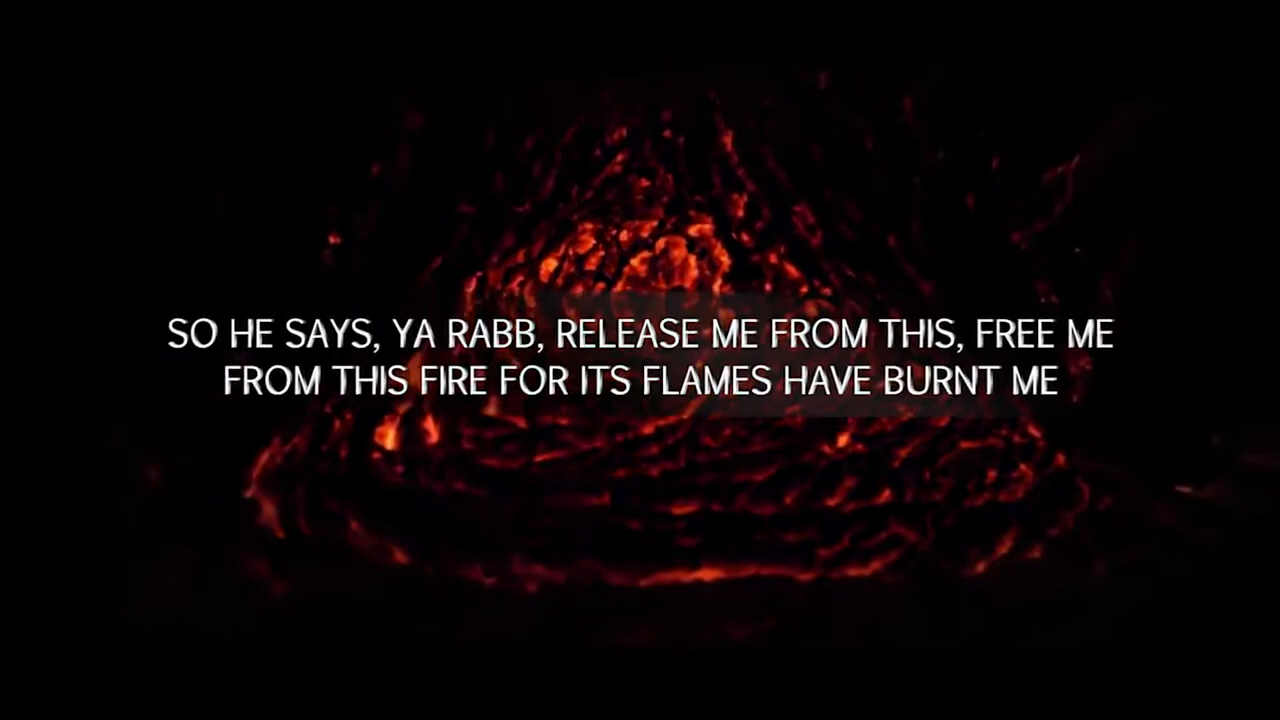 SO HE SAYS, YA RABB, RELEASE ME FROM THIS, FREE ME
FROM THIS FIRE FOR ITS FLAMES HAVE BURNT ME